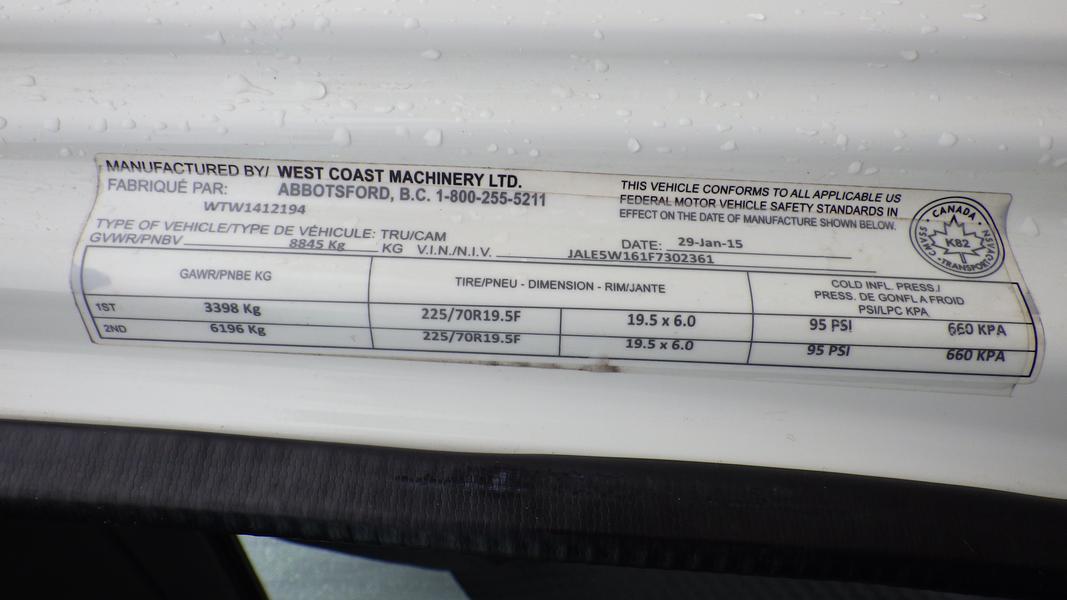 MANUFACTURED BY/ WEST COAST MACHINERY LTD.
FABRIQUÉ PAR: ABBOTSFORD, B.C. 1-800-255-5211
WTW1412194
THIS VEHICLE CONFORMS TO ALL APPLICABLE US
FEDERAL MOTOR VEHICLE SAFETY STANDARDS IN
EFFECT ON THE DATE OF MANUFACTURE SHOWN BELOW.
TYPE OF VEHICLE/TYPE DE VÉHICULE: TRU/CAM
DATE: 29-Jan-15
GVWR/PNBV 8845 Kg KG V.I.N./N.I.V. JALE5W161F7302361
CANADA
K82
TRANSPORT
GAWR/PNBE KG
TIRE/PNEU - DIMENSION - RIM/JANTE
COLD INFL. PRESS./
PRESS. DE GONFL A FROID
PSI/LPC KPA
1ST 3398 Kg 225/70R19.5F 19.5 x 6.0 95 PSI 660 KPA
2ND 6196 Kg 225/70R19.5F 19.5 x 6.0 95 PSI 660 KPA